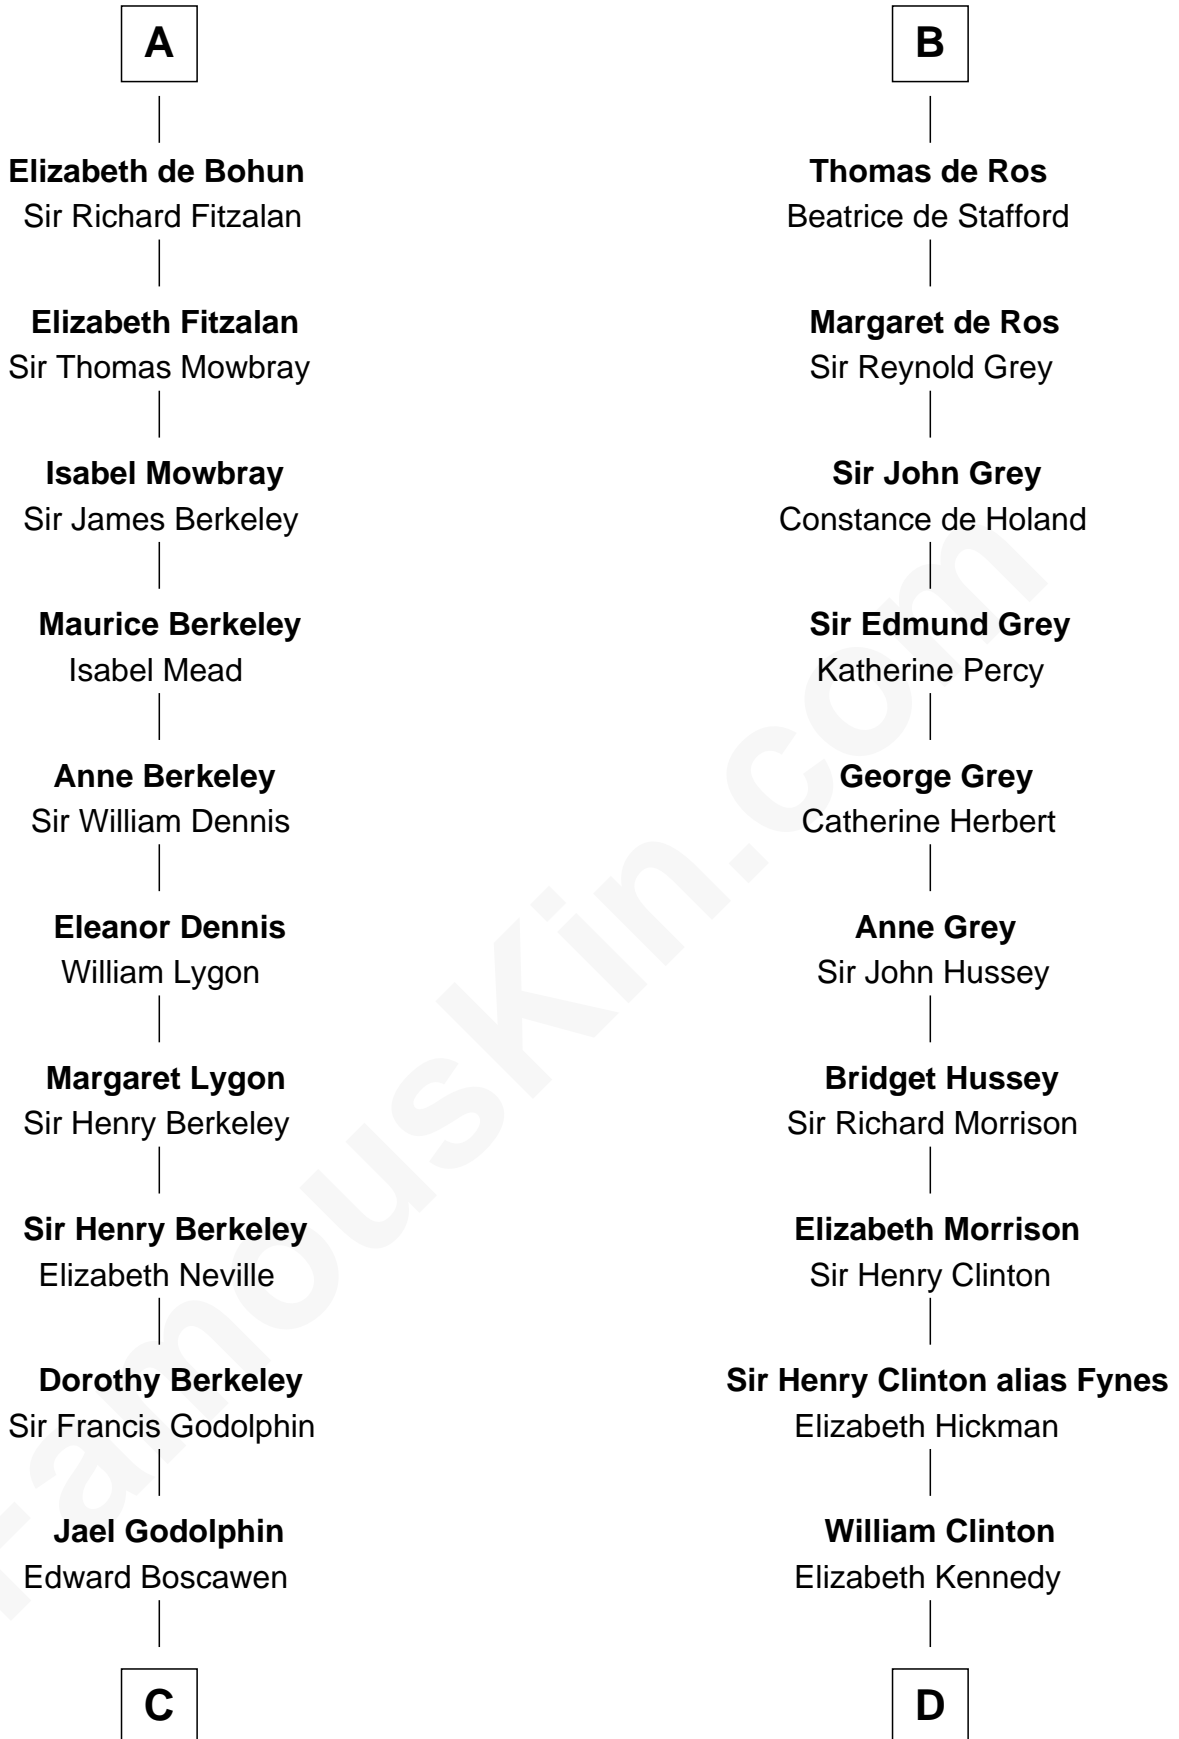 A
Elizabeth de Bohun
Sir Richard Fitzalan
Elizabeth Fitzalan
Sir Thomas Mowbray
Isabel Mowbray
Sir James Berkeley
Maurice Berkeley
Isabel Mead
Anne Berkeley
Sir William Dennis
Eleanor Dennis
William Lygon
Margaret Lygon
Sir Henry Berkeley
Sir Henry Berkeley
Elizabeth Neville
Dorothy Berkeley
Sir Francis Godolphin
Jael Godolphin
Edward Boscawen
C
B
Thomas de Ros
Beatrice de Stafford
Margaret de Ros
Sir Reynold Grey
Sir John Grey
Constance de Holand
Sir Edmund Grey
Katherine Percy
George Grey
Catherine Herbert
Anne Grey
Sir John Hussey
Bridget Hussey
Sir Richard Morrison
Elizabeth Morrison
Sir Henry Clinton
Sir Henry Clinton alias Fynes
Elizabeth Hickman
William Clinton
Elizabeth Kennedy
D
FamousKin.com